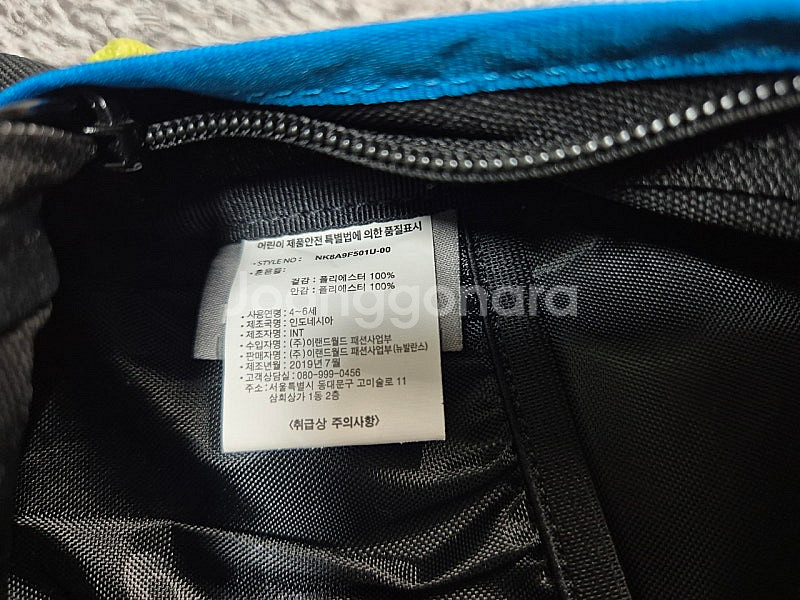 어린이 제품안전 특별법에 의한 품질표시
• STYLE NO : NK8A9F501U-00
• 혼용율:
겉감 : 폴리에스터 100%
안감 : 폴리에스터 100%
Joonggonara
• 사용연령: 4~6세
• 제조국명 : 인도네시아
• 제조자명 : INT
• 수입자명 : (주)이랜드월드 패션사업부
• 판매자명 : (주)이랜드월드 패션사업부(뉴발란스)
• 제조년월 : 2019년 7월
• 고객상담실 : 080-999-0456
주소 : 서울특별시 동대문구 고미술로 11
삼희상가 1동 2층
〈취급상 주의사항〉